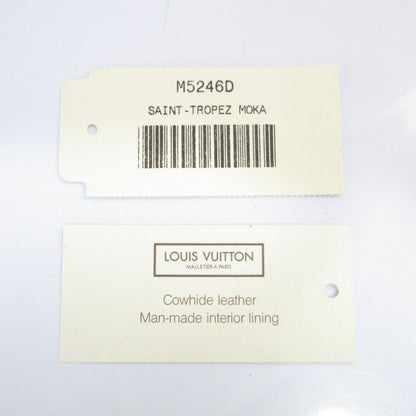 M5246D
SAINT-TROPEZ MOKA
LOUIS VUITTON
MALLETIER A PARIS
Cowhide leather
Man-made interior lining